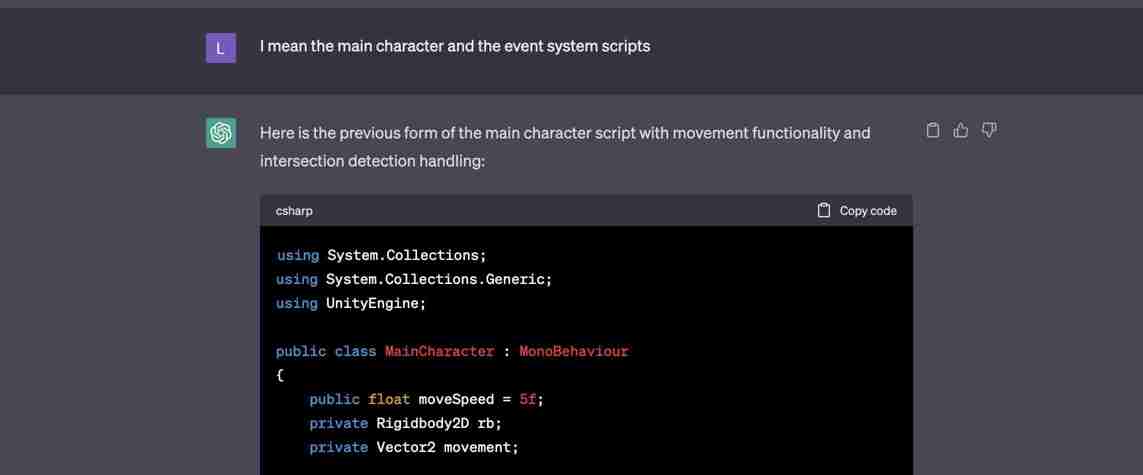 L
I mean the main character and the event system scripts
Here is the previous form of the main character script with movement functionality and
intersection detection handling:
csharp
Copy code
using System.Collections;
using System.Collections.Generic;
using UnityEngine;
public class MainCharacter : MonoBehaviour
{
public float moveSpeed = 5f;
private Rigidbody2D rb;
private Vector2 movement;